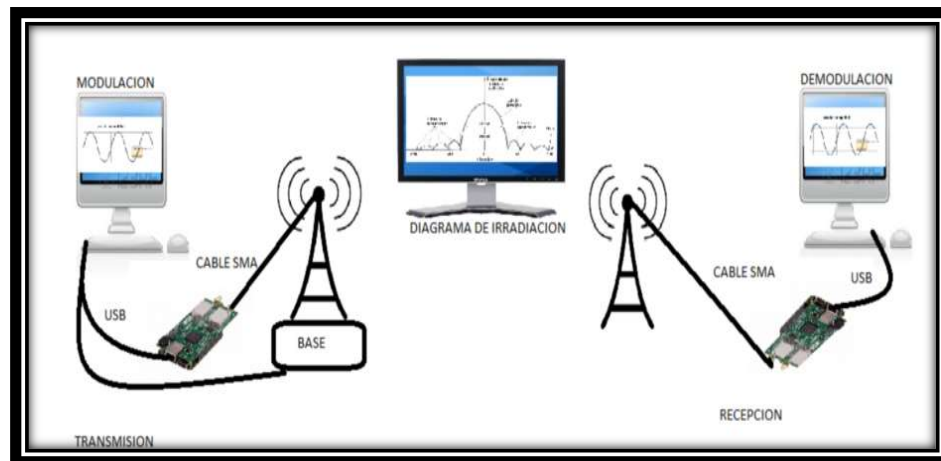 MODULACION
DEMODULACION
DIAGRAMA DE IRRADIACION
CABLE SMA
CABLE SMA
USB
USB
BASE
RECEPCION
TRANSMISION